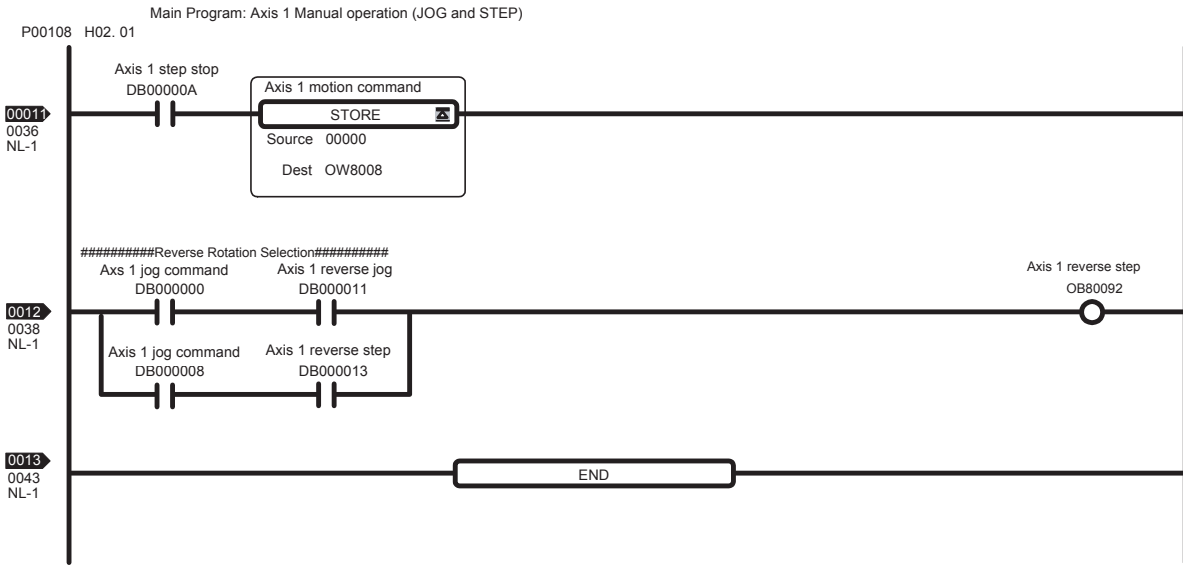 Main Program: Axis 1 Manual operation (JOG and STEP)
P00108 H02. 01
Axis 1 step stop
DB00000A
Axis 1 motion command
00011
STORE
0036
NL-1
Source 00000
Dest OW8008
##########Reverse Rotation Selection##########
Axs 1 jog command
Axis 1 reverse jog
Axis 1 reverse step
DB000000
DB000011
OB80092
0012
0038
NL-1
Axis 1 jog command
Axis 1 reverse step
DB000008
DB000013
0013
0043
NL-1
END